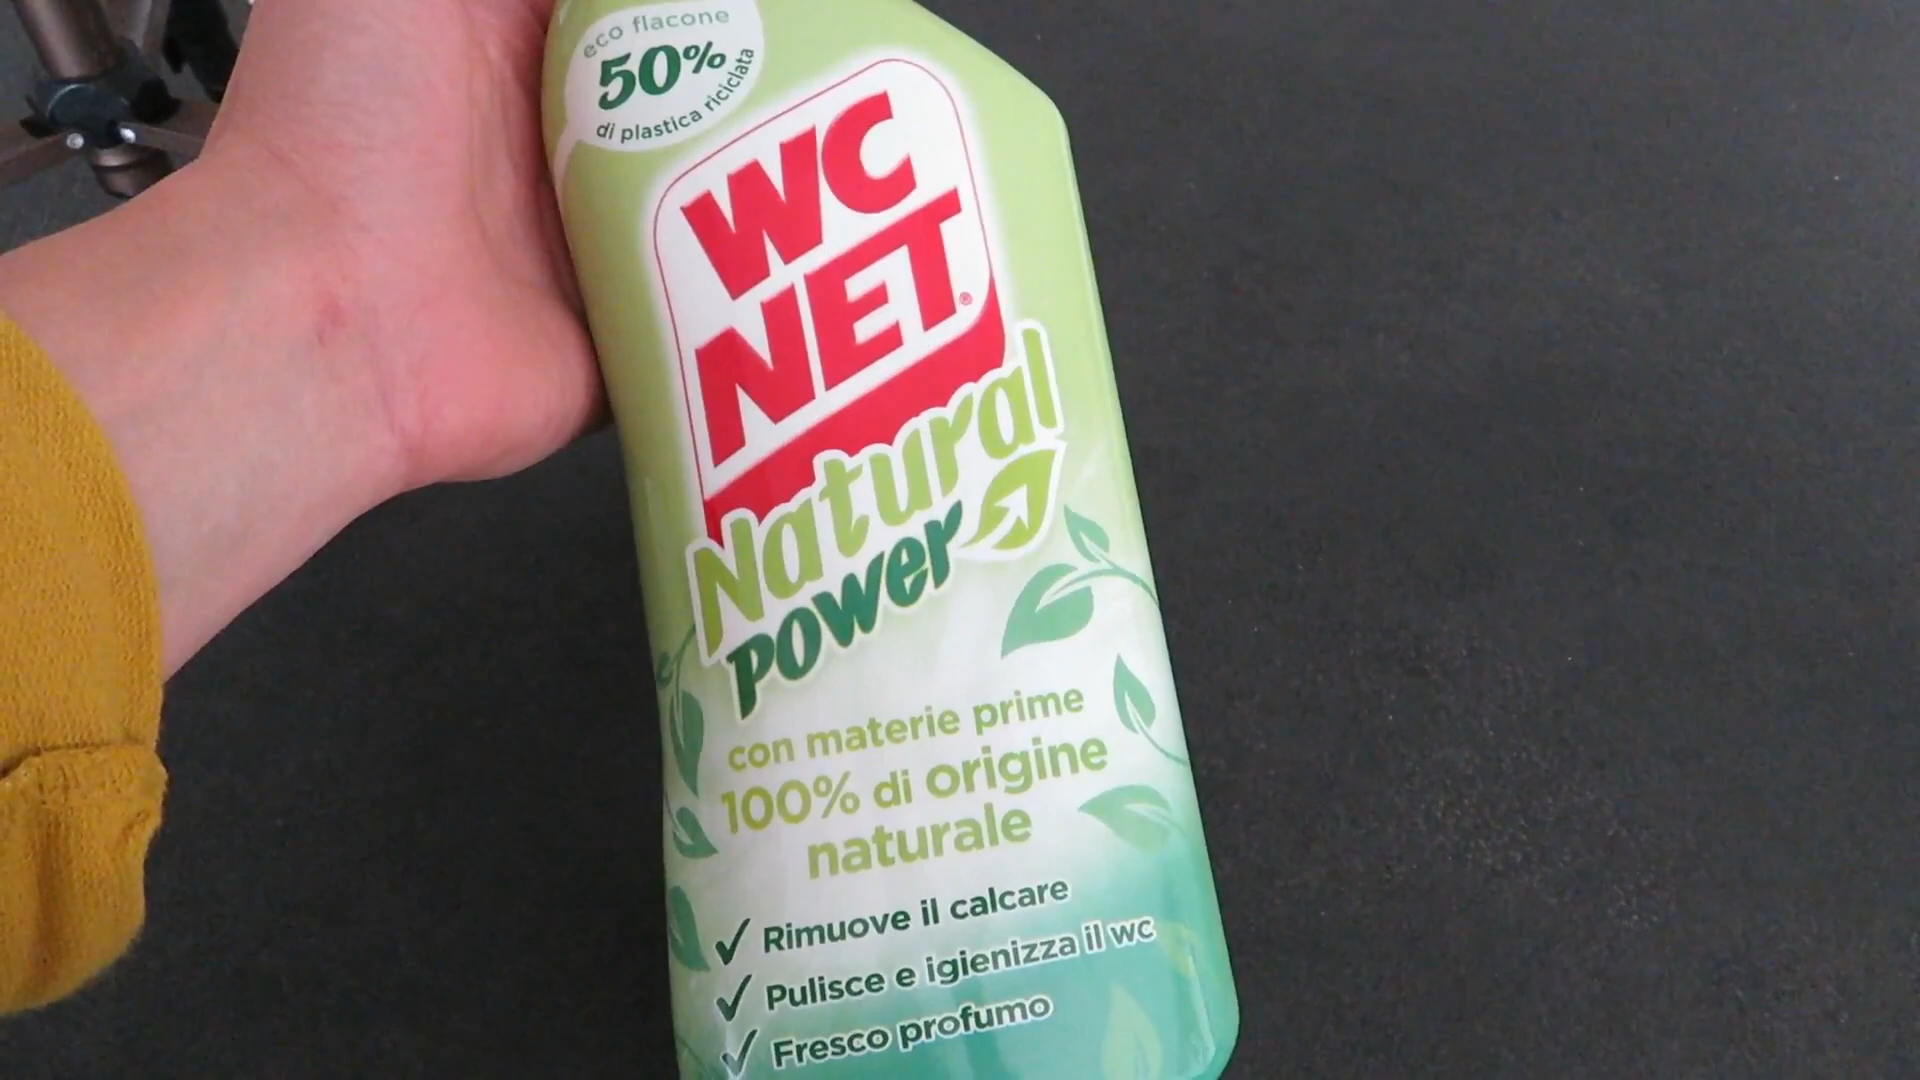 eco flacone
50%
di plastica riciclata
WC
NET®
Natural
power
con materie prime
100% di origine
naturale
✓ Rimuove il calcare
✓ Pulisce e igienizza il wc
✓ Fresco profumo